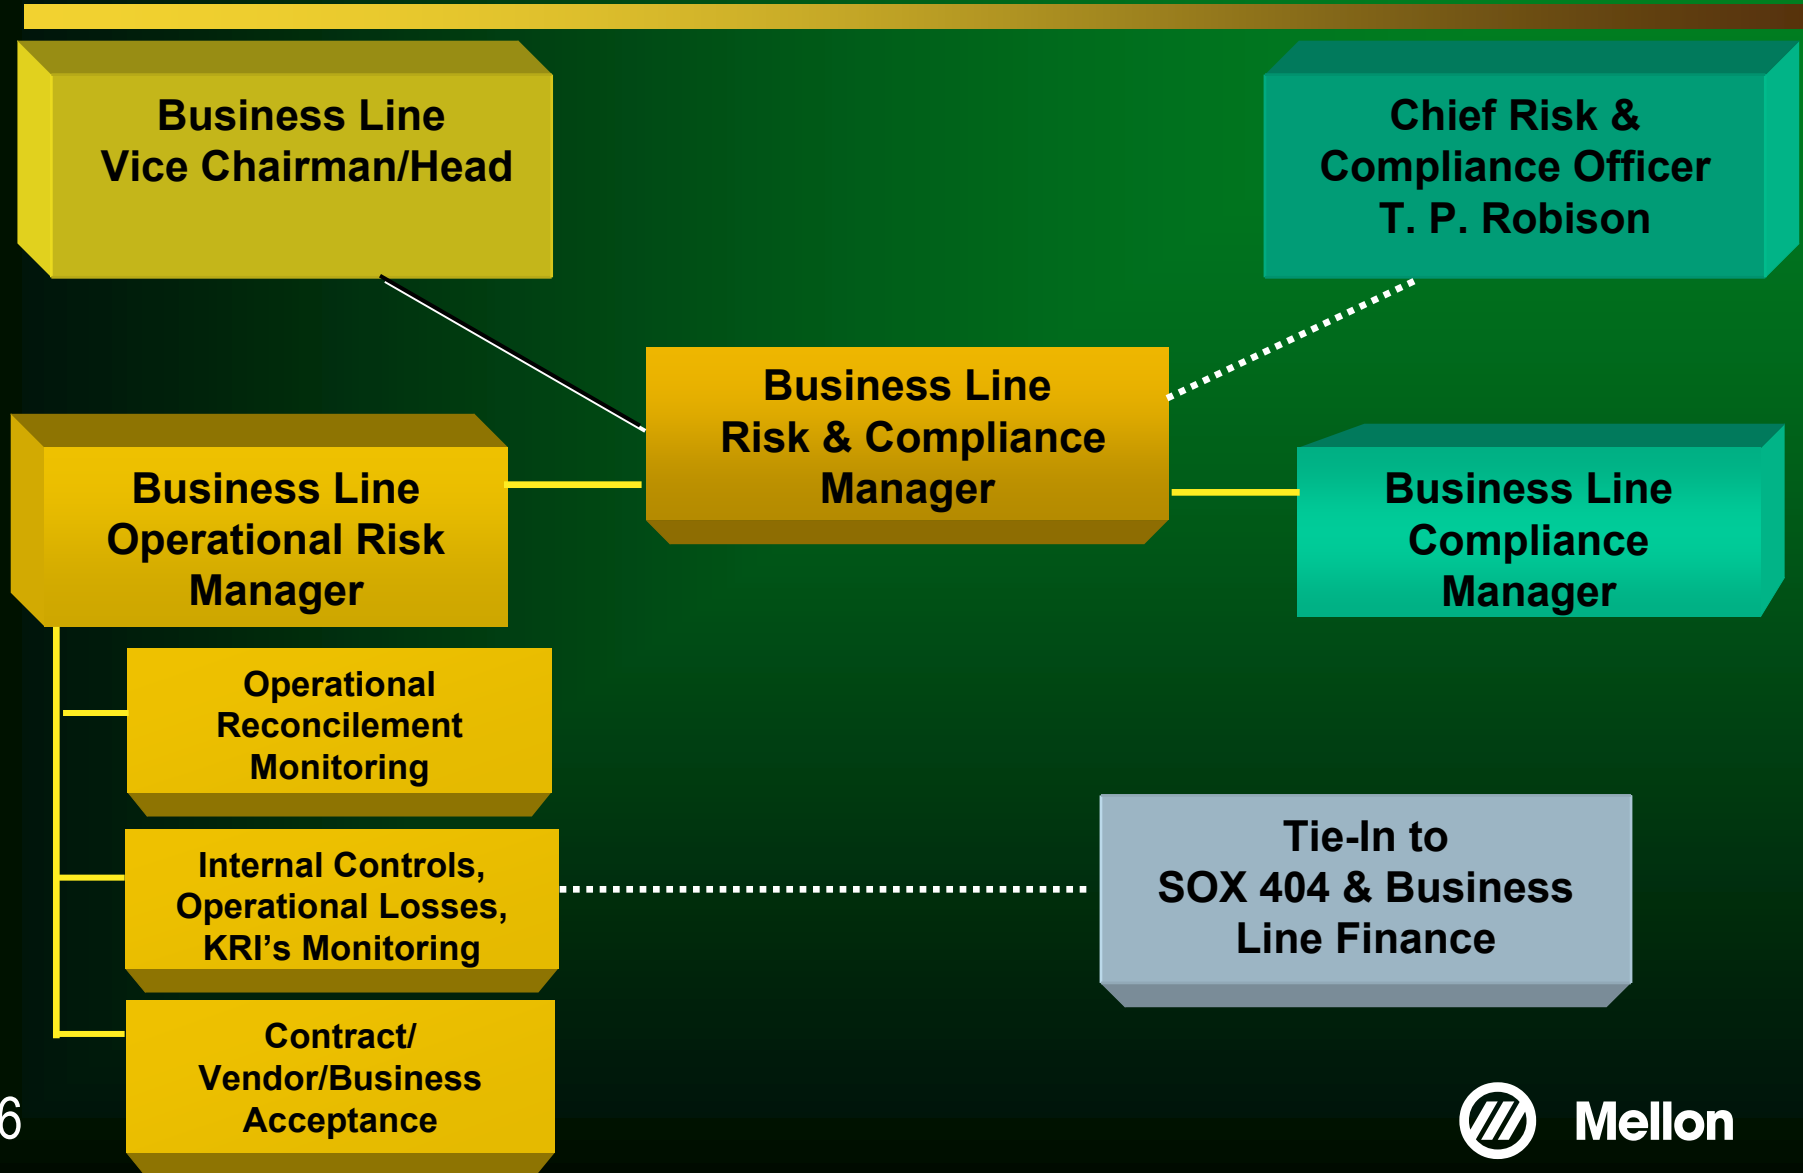 Business Line
Vice Chairman/Head
Chief Risk &
Compliance Officer
T. P. Robison
Business Line
Risk & Compliance
Manager
Business Line
Operational Risk
Manager
Business Line
Compliance
Manager
Operational
Reconcilement
Monitoring
Internal Controls,
Operational Losses,
KRI’s Monitoring
Tie-In to
SOX 404 & Business
Line Finance
Contract/
Vendor/Business
Acceptance
6
Mellon